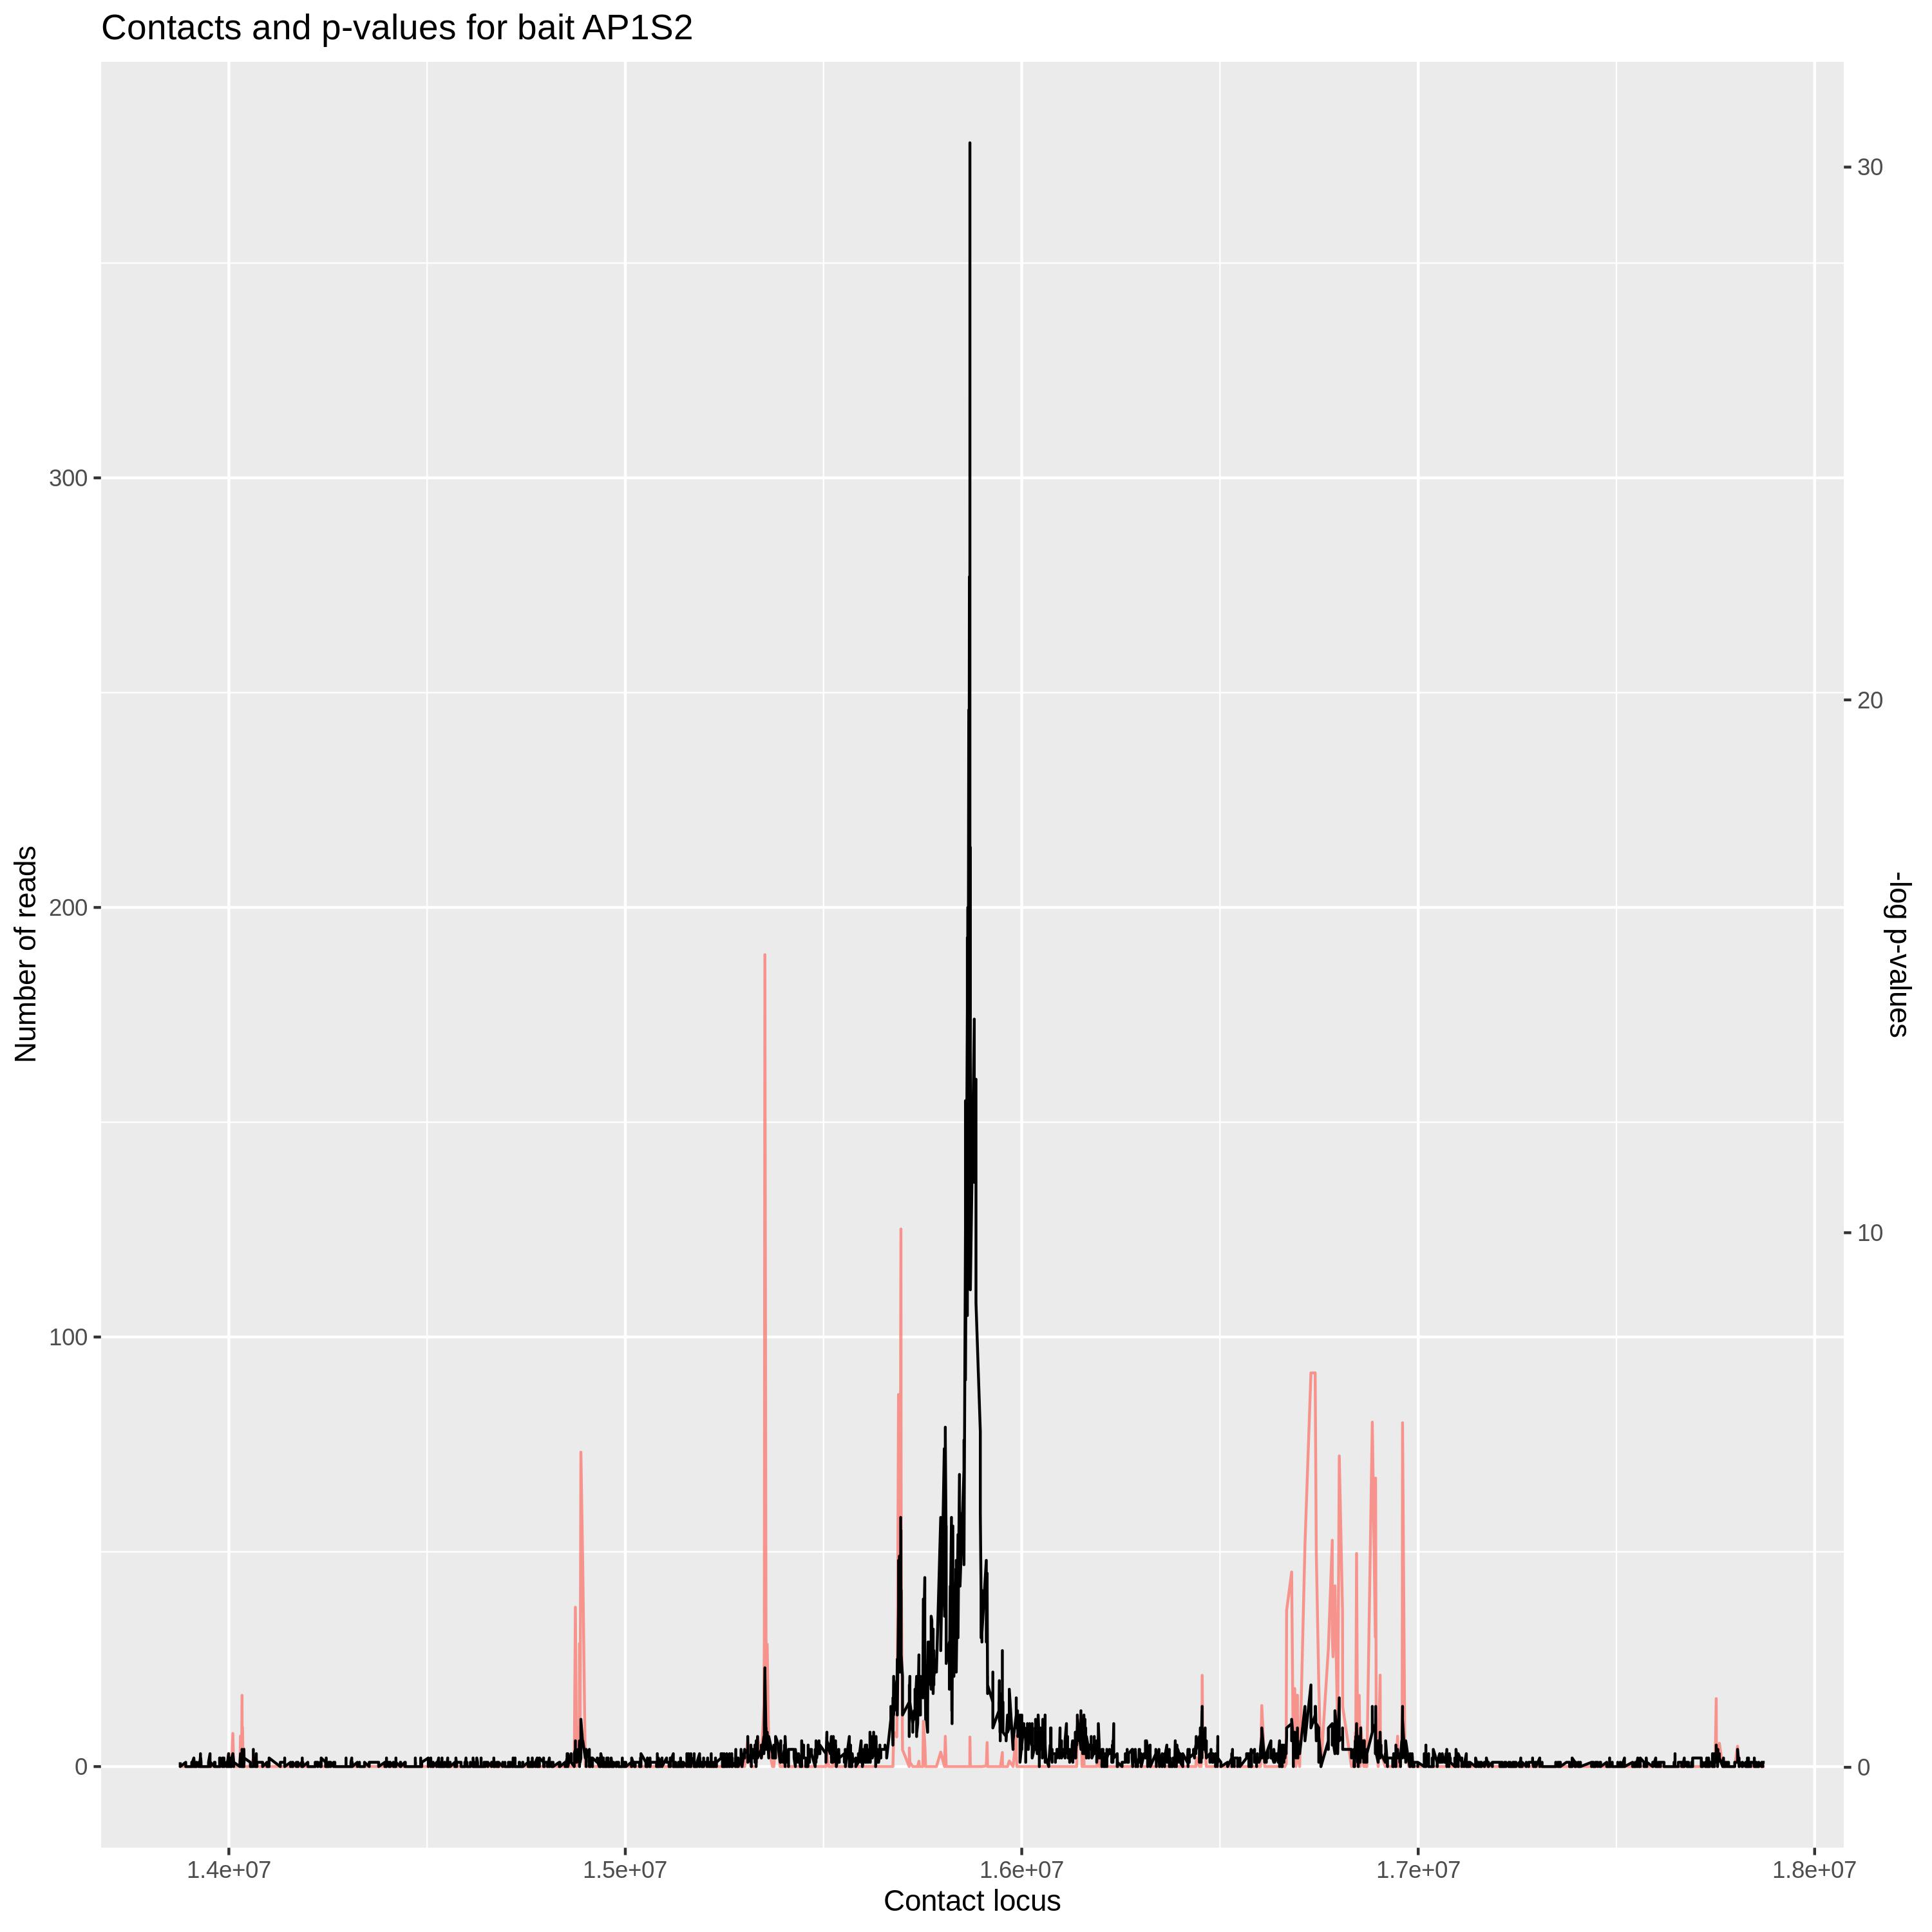 Contacts and p-values for bait AP1S2
300
200
100
0
Number of reads
30
20
10
0
-log p-values
1.4e+07 1.5e+07 1.6e+07 1.7e+07 1.8e+07
Contact locus